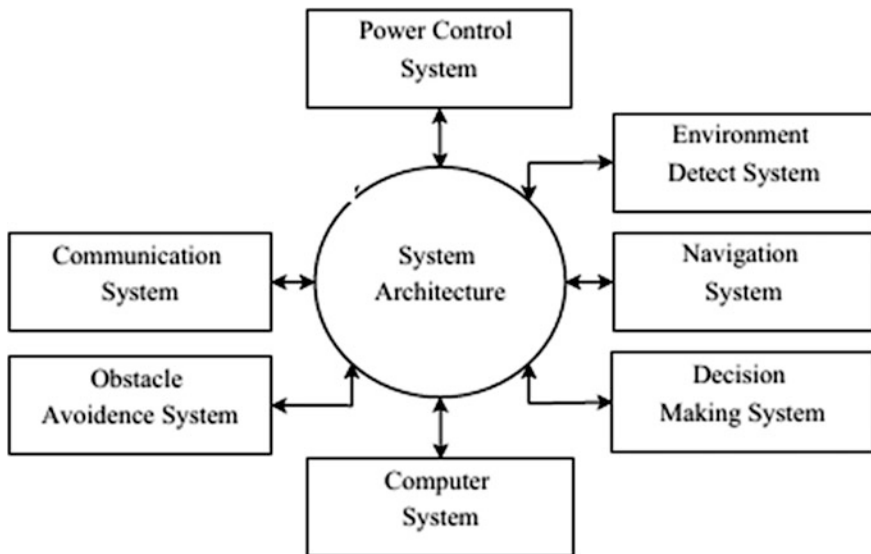 Power Control
System
Environment
Detect System
Communication
System
System
Architecture
Navigation
System
Obstacle
Avoidence System
Decision
Making System
Computer
System